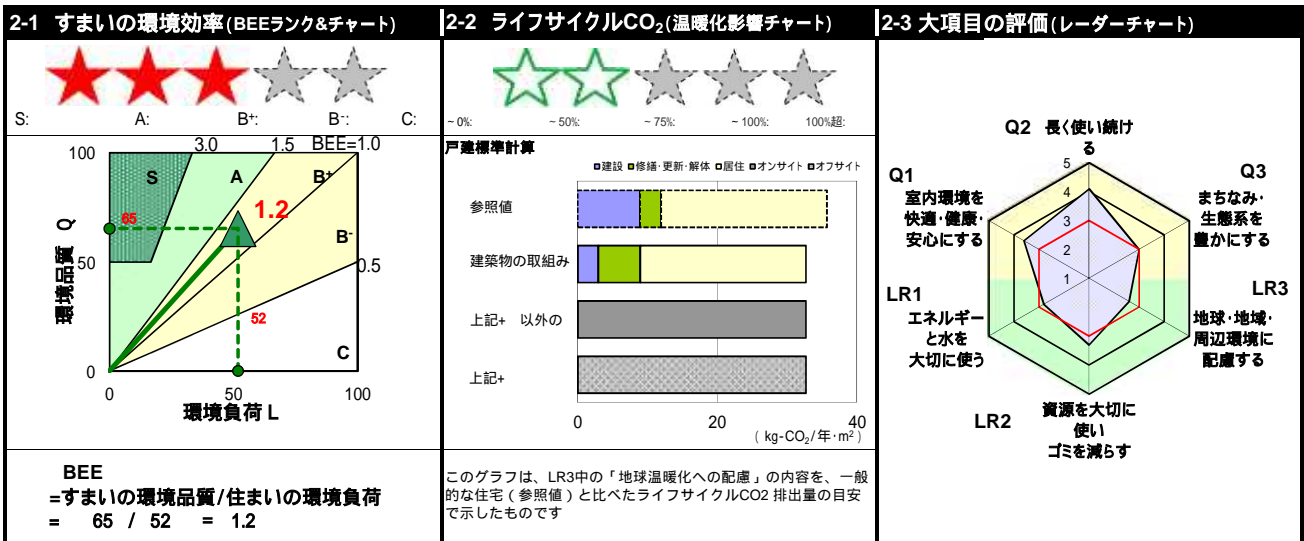 2-1 すまいの環境効率(BEEランク&チャート)
S: A: B+: B-: C:
3.0 1.5 BEE=1.0
100
S A B+
65 1.2
B-
50
0.5
52
C
0
0 50 100
環境品質 Q
環境負荷 L
BEE
=すまいの環境品質/住まいの環境負荷
= 65 / 52 = 1.2
2-2 ライフサイクルCO2(温暖化影響チャート)
~0%: ~50%: ~75%: ~100%: 100%超:
戸建標準計算
■建設 ■修繕・更新・解体 □居住 ■オンサイト ■オフサイト
参照値
建築物の取組み
上記+ 以外の
上記+
0 20 40
( kg-CO2/年・m2 )
このグラフは、LR3中の「地球温暖化への配慮」の内容を、一般
的な住宅(参照値)と比べたライフサイクルCO2 排出量の目安
で示したものです
2-3 大項目の評価(レーダーチャート)
Q2 長く使い続け
る
Q1
室内環境を
快適・健康・
安心にする
Q3
まちなみ・
生態系を
豊かにする
5
4
3
2
1
LR1
エネルギー
と水を
大切に使う
LR3
地球・地域・
周辺環境に
配慮する
LR2
資源を大切に
使い
ゴミを減らす